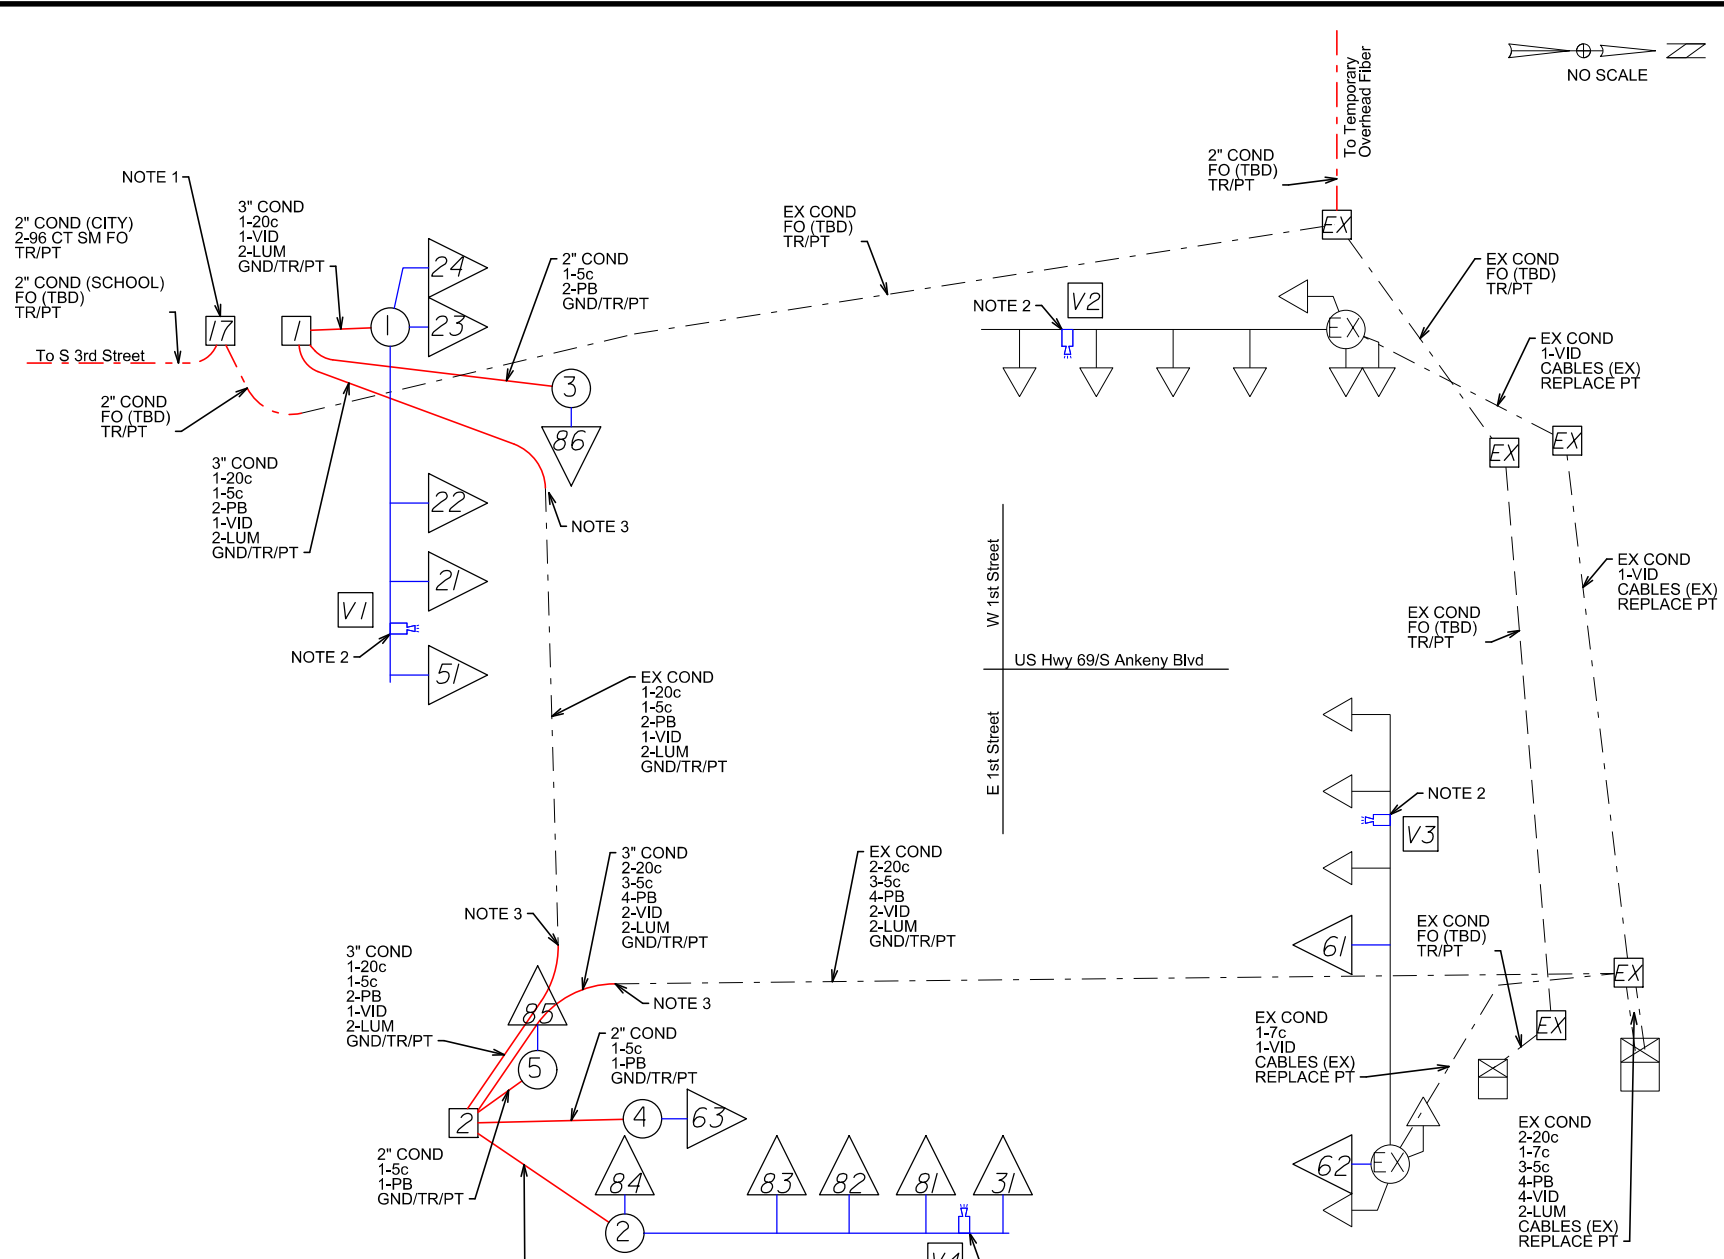 NO SCALE
To Temporary
Overhead Fiber
2" COND
FO (TBD)
TR/PT
EX
NOTE 1
2" COND (CITY)
2-96 CT SM FO
TR/PT
2" COND (SCHOOL)
FO (TBD)
TR/PT
To S 3rd Street
17
3" COND
1-20c
1-VID
2-LUM
GND/TR/PT
1
1
24
23
2" COND
1-5c
2-PB
GND/TR/PT
3
86
EX COND
FO (TBD)
TR/PT
NOTE 2
V2
EX
EX COND
FO (TBD)
TR/PT
EX COND
1-VID
CABLES (EX)
REPLACE PT
EX
EX
2" COND
FO (TBD)
TR/PT
3" COND
1-20c
1-5c
2-PB
1-VID
2-LUM
GND/TR/PT
22
NOTE 3
21
V1
NOTE 2
51
W 1st Street
US Hwy 69/S Ankeny Blvd
E 1st Street
EX COND
1-VID
CABLES (EX)
REPLACE PT
EX COND
FO (TBD)
TR/PT
EX COND
1-20c
1-5c
2-PB
1-VID
2-LUM
GND/TR/PT
NOTE 2
V3
3" COND
2-20c
3-5c
4-PB
2-VID
2-LUM
GND/TR/PT
EX COND
2-20c
3-5c
4-PB
2-VID
2-LUM
GND/TR/PT
NOTE 3
61
EX COND
FO (TBD)
TR/PT
EX
3" COND
1-20c
1-5c
2-PB
1-VID
2-LUM
GND/TR/PT
85
NOTE 3
5
2" COND
1-5c
1-PB
GND/TR/PT
EX COND
1-7c
1-VID
CABLES (EX)
REPLACE PT
EX
2
4
63
2" COND
1-5c
1-PB
GND/TR/PT
84
83
82
81
31
2
62
EX
EX COND
2-20c
1-7c
3-5c
4-PB
4-VID
2-LUM
CABLES (EX)
REPLACE PT